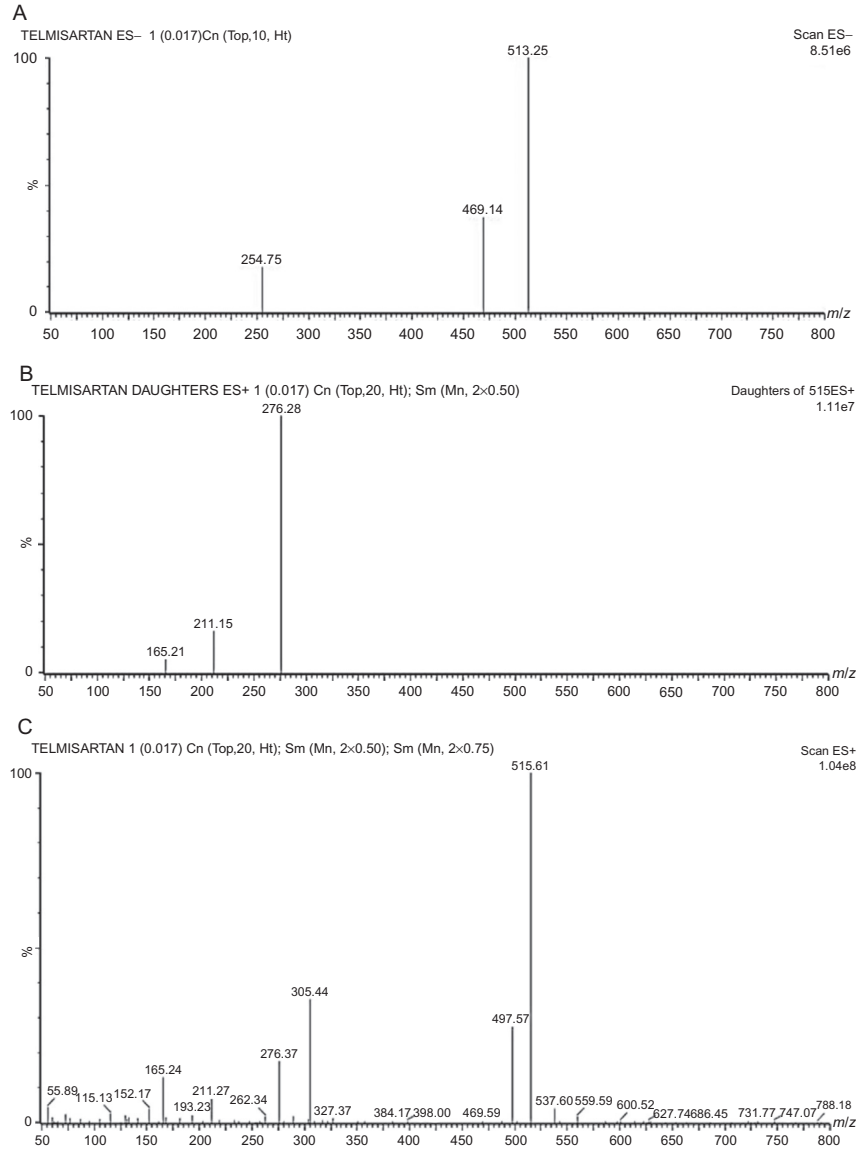 A
TELMISARTAN ES– 1 (0.017)Cn (Top,10, Ht)
Scan ES–
8.51e6
100
513.25
%
469.14
254.75
0
m/z
50 100 150 200 250 300 350 400 450 500 550 600 650 700 750 800
B
TELMISARTAN DAUGHTERS ES+ 1 (0.017) Cn (Top,20, Ht); Sm (Mn, 2×0.50)
Daughters of 515ES+
1.11e7
100
276.28
%
211.15
165.21
0
m/z
50 100 150 200 250 300 350 400 450 500 550 600 650 700 750 800
C
TELMISARTAN 1 (0.017) Cn (Top,20, Ht); Sm (Mn, 2×0.50); Sm (Mn, 2×0.75)
Scan ES+
1.04e8
100
515.61
%
305.44
497.57
276.37
165.24
55.89 115.13 152.17 193.23 211.27 262.34 327.37 384.17 398.00 469.59 537.60 559.59 600.52 627.74 686.45 731.77 747.07 788.18
0
m/z
50 100 150 200 250 300 350 400 450 500 550 600 650 700 750 800